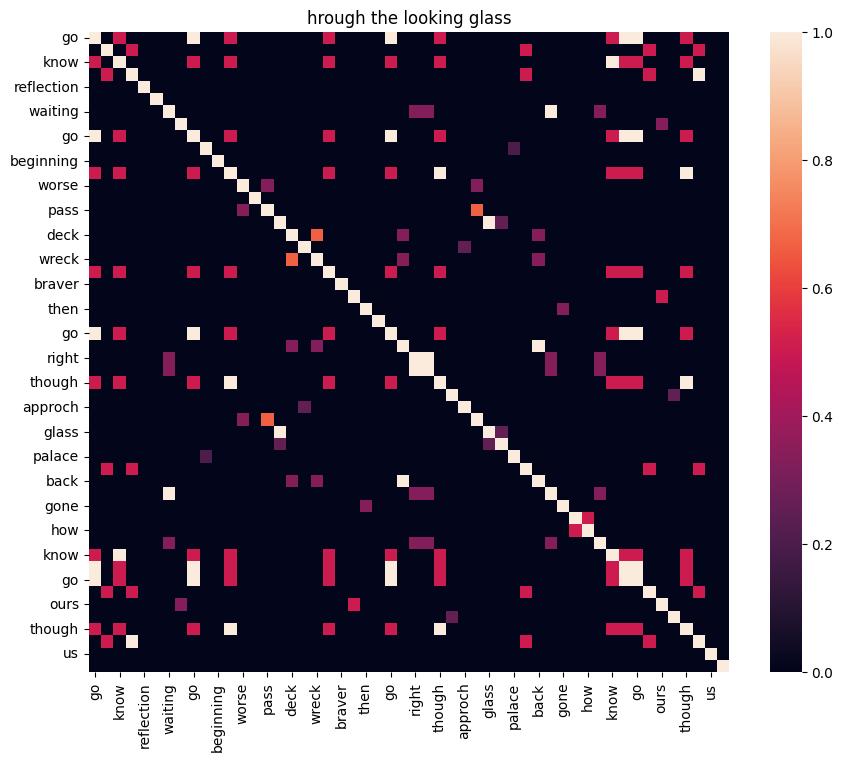 hrough the looking glass
go
know
reflection
waiting
go
beginning
worse
pass
deck
wreck
braver
then
go
right
though
approch
glass
palace
back
gone
how
know
go
ours
though
us
go
know
reflection
waiting
go
beginning
worse
pass
deck
wreck
braver
then
go
right
though
approch
glass
palace
back
gone
how
know
go
ours
though
us
1.0
0.8
0.6
0.4
0.2
0.0